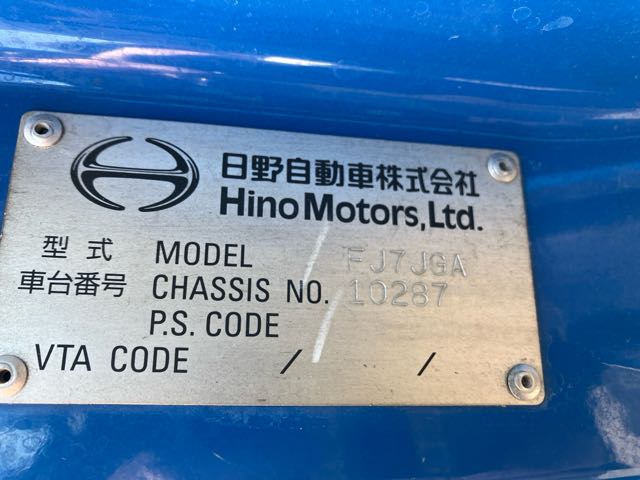 日野自動車株式会社
Hino Motors, Ltd.
型式 MODEL FJ7JGA
車台番号 CHASSIS NO. 10287
P.S. CODE
VTA CODE / /